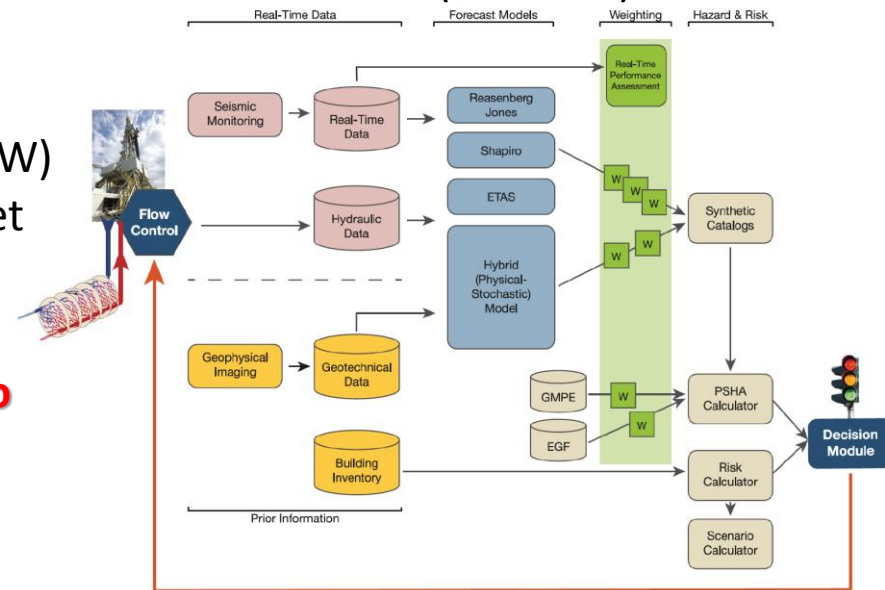 Real-Time Data
Forecast Models
Weighting
Hazard & Risk
Real–Time
Performance
Assessment
Seismic
Monitoring
Real-Time
Data
Reasenberg
Jones
Shapiro
ETAS
Hybrid
(Physical-
Stochastic)
Model
W
W
W
W
W
Synthetic
Catalogs
W)
et
Flow
Control
Hydraulic
Data
Geophysical
Imaging
Geotechnical
Data
GMPE
W
EGF
W
PSHA
Calculator
Decision
Module
Building
Inventory
Risk
Calculator
Scenario
Calculator
Prior Information